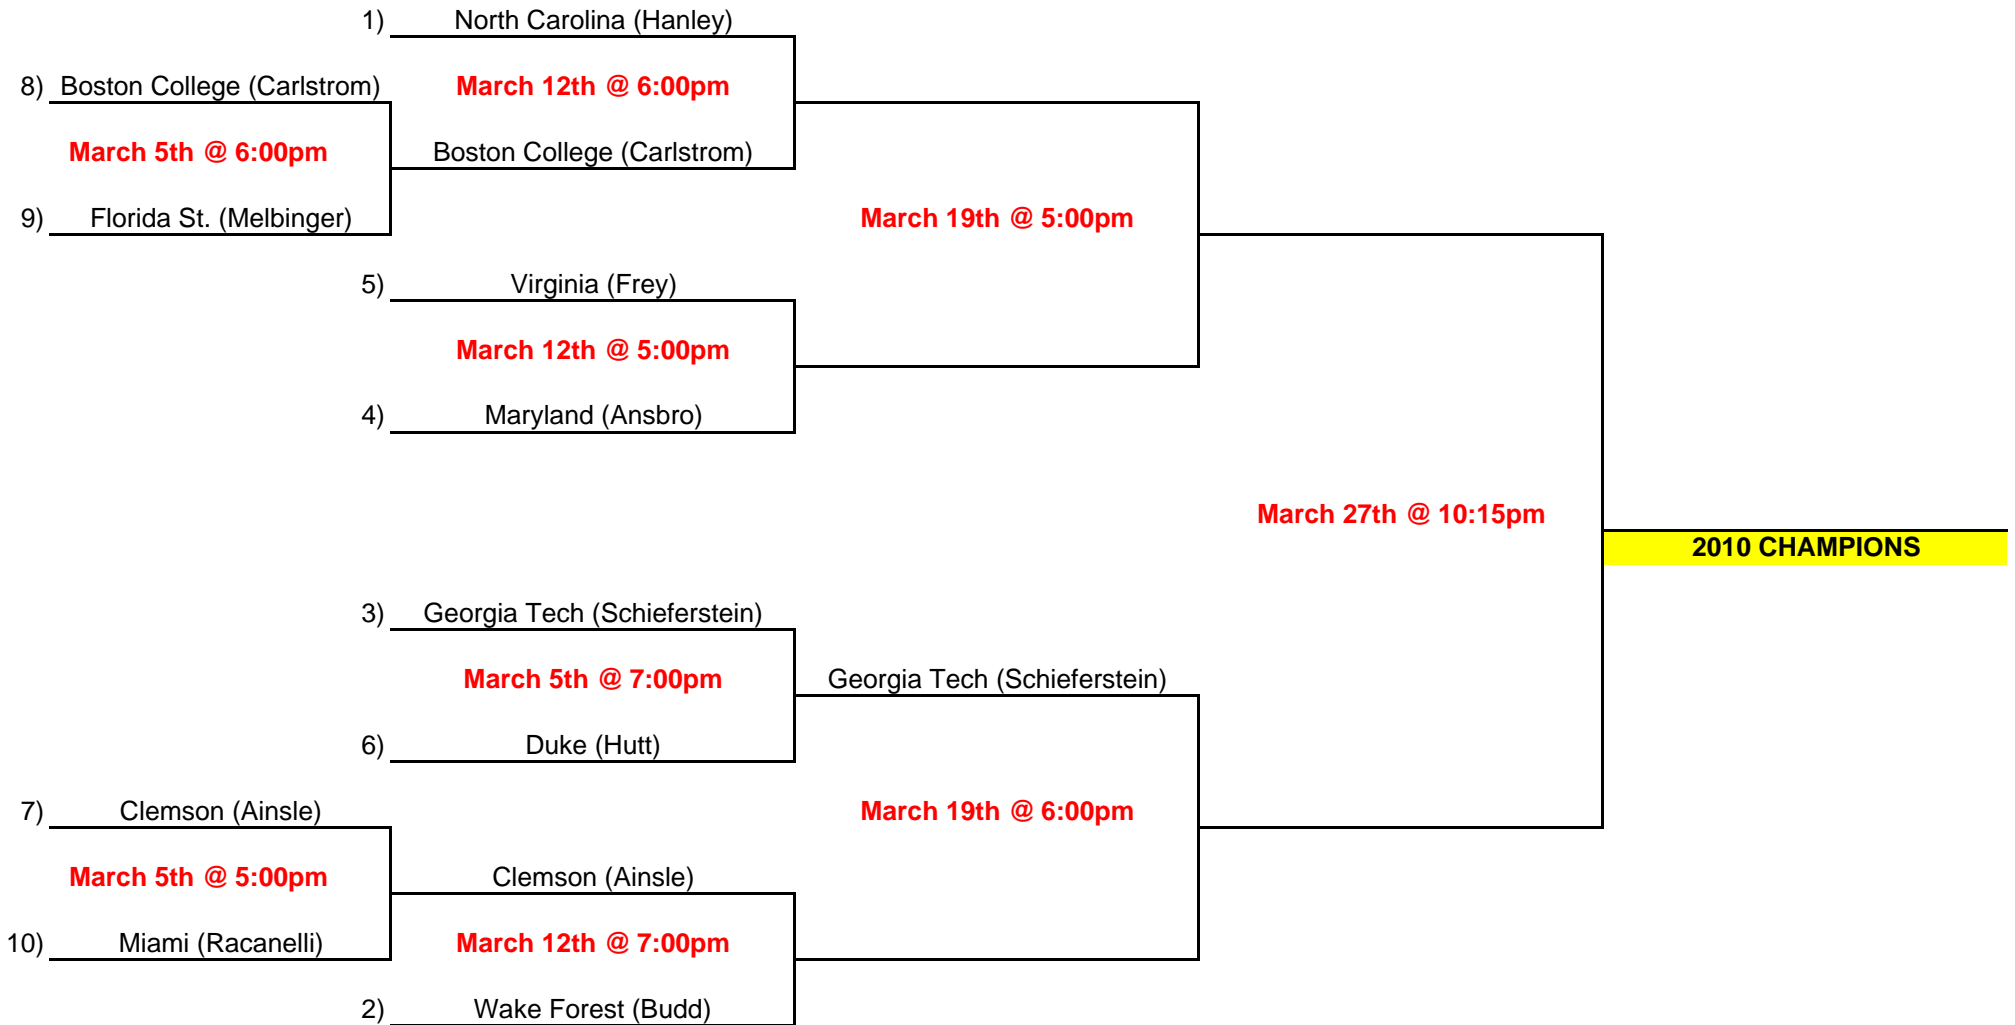 1) North Carolina (Hanley)
8) Boston College (Carlstrom) March 12th @ 6:00pm
March 5th @ 6:00pm Boston College (Carlstrom)
9) Florida St. (Melbinger) March 19th @ 5:00pm
5) Virginia (Frey)
March 12th @ 5:00pm
4) Maryland (Ansbro)
March 27th @ 10:15pm
2010 CHAMPIONS
3) Georgia Tech (Schieferstein)
March 5th @ 7:00pm Georgia Tech (Schieferstein)
6) Duke (Hutt)
7) Clemson (Ainsle) March 19th @ 6:00pm
March 5th @ 5:00pm Clemson (Ainsle)
10) Miami (Racanelli) March 12th @ 7:00pm
2) Wake Forest (Budd)